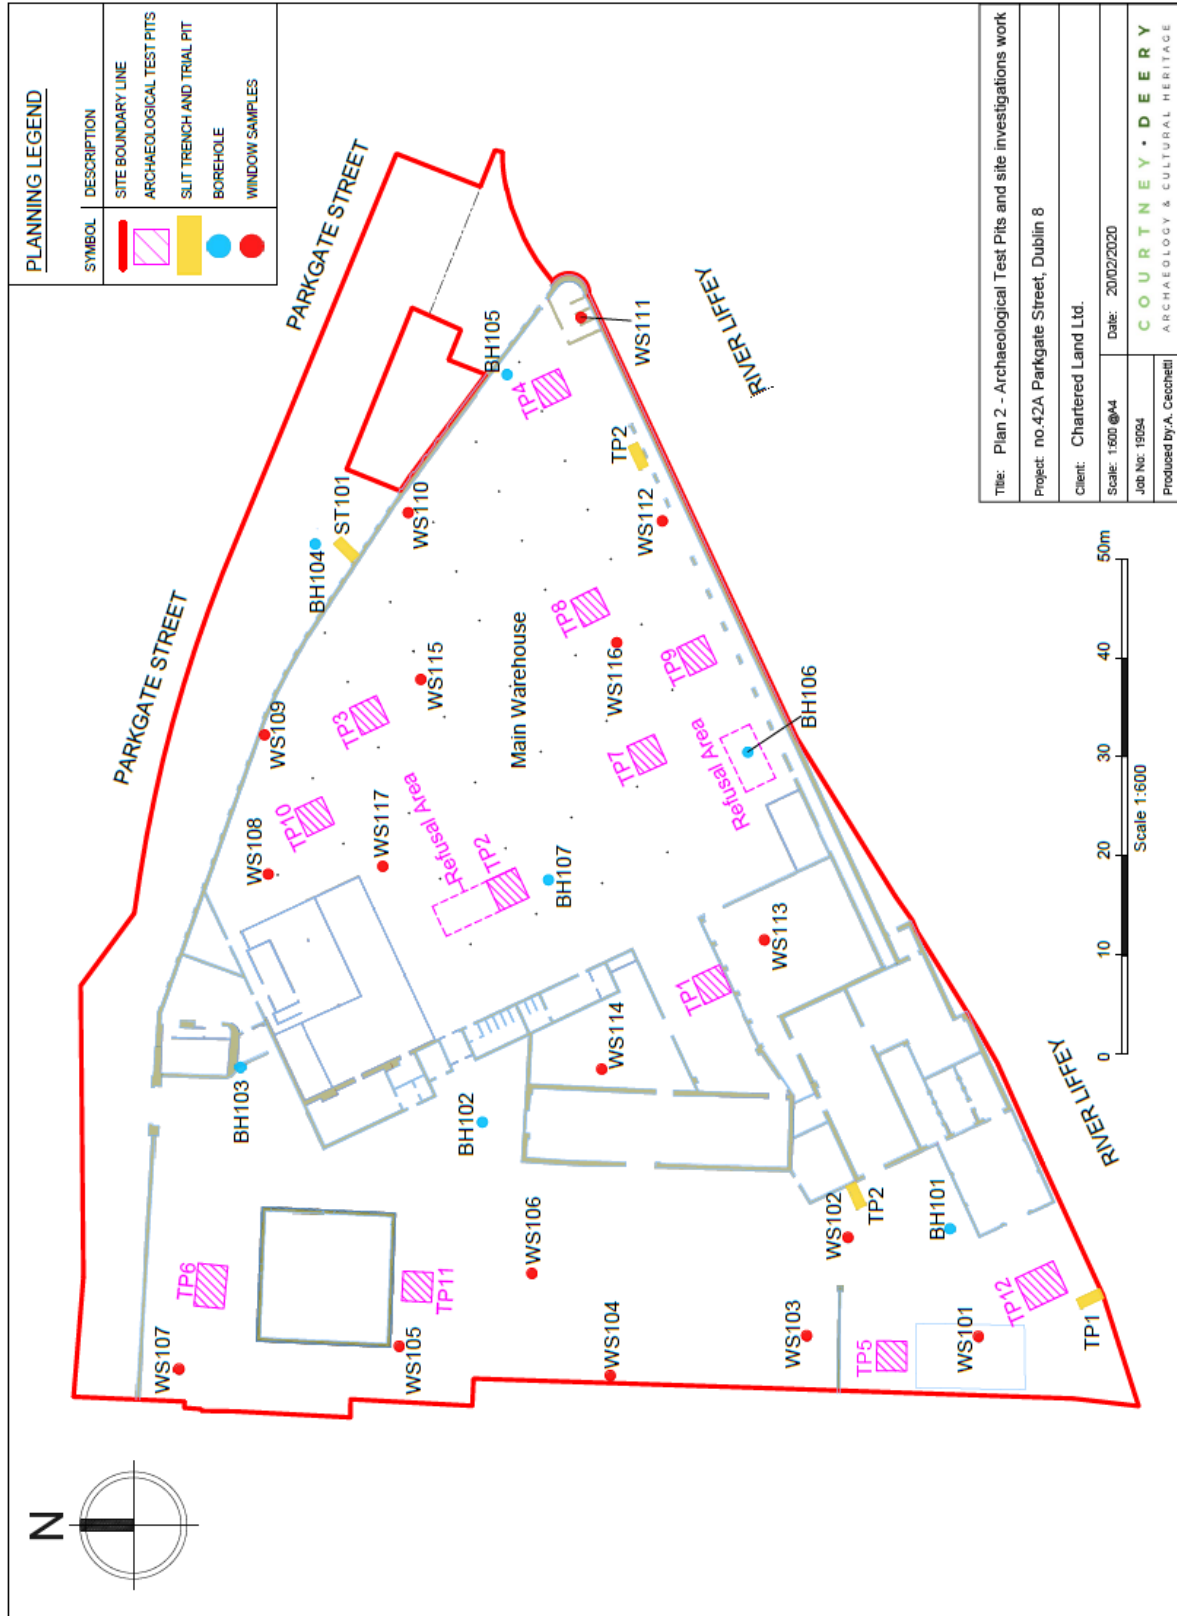 PLANNING LEGEND
SYMBOL DESCRIPTION
SITE BOUNDARY LINE
ARCHAEOLOGICAL TEST PITS
SLIT TRENCH AND TRIAL PIT
BOREHOLE
WINDOW SAMPLES
N
PARKGATE STREET
PARKGATE STREET
RIVER LIFFEY
RIVER LIFFEY
WS107
TP6
BH103
WS108
TP10
WS109
BH104
ST101
BH105
WS105
TP11
BH102
WS117
Refusal Area
TP2
TP3
WS115
WS110
TP4
WS111
WS106
WS104
WS114
BH107
Main Warehouse
TP8
WS116
TP7
TP9
WS112
TP2
TP1
WS113
Refusal Area
BH106
WS103
WS102
TP2
TP5
WS101
BH101
TP12
TP1
0 10 20 30 40 50m
Scale 1:600
Title: Plan 2 - Archaeological Test Pits and site investigations work
Project: no.42A Parkgate Street, Dublin 8
Client: Chartered Land Ltd.
Scale: 1:600 @A4 Date: 20/02/2020
Job No: 19094
Produced by:A. Cecchetti
COURTNEY · DEERY
ARCHAEOLOGY & CULTURAL HERITAGE